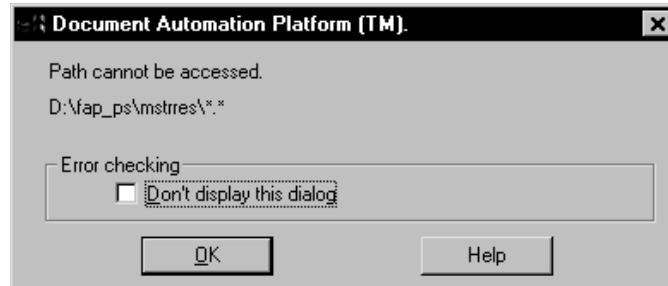 Document Automation Platform (TM).
Path cannot be accessed.
D:\fap_ps\mstrres\*.*
Error checking
Don't display this dialog
OK
Help